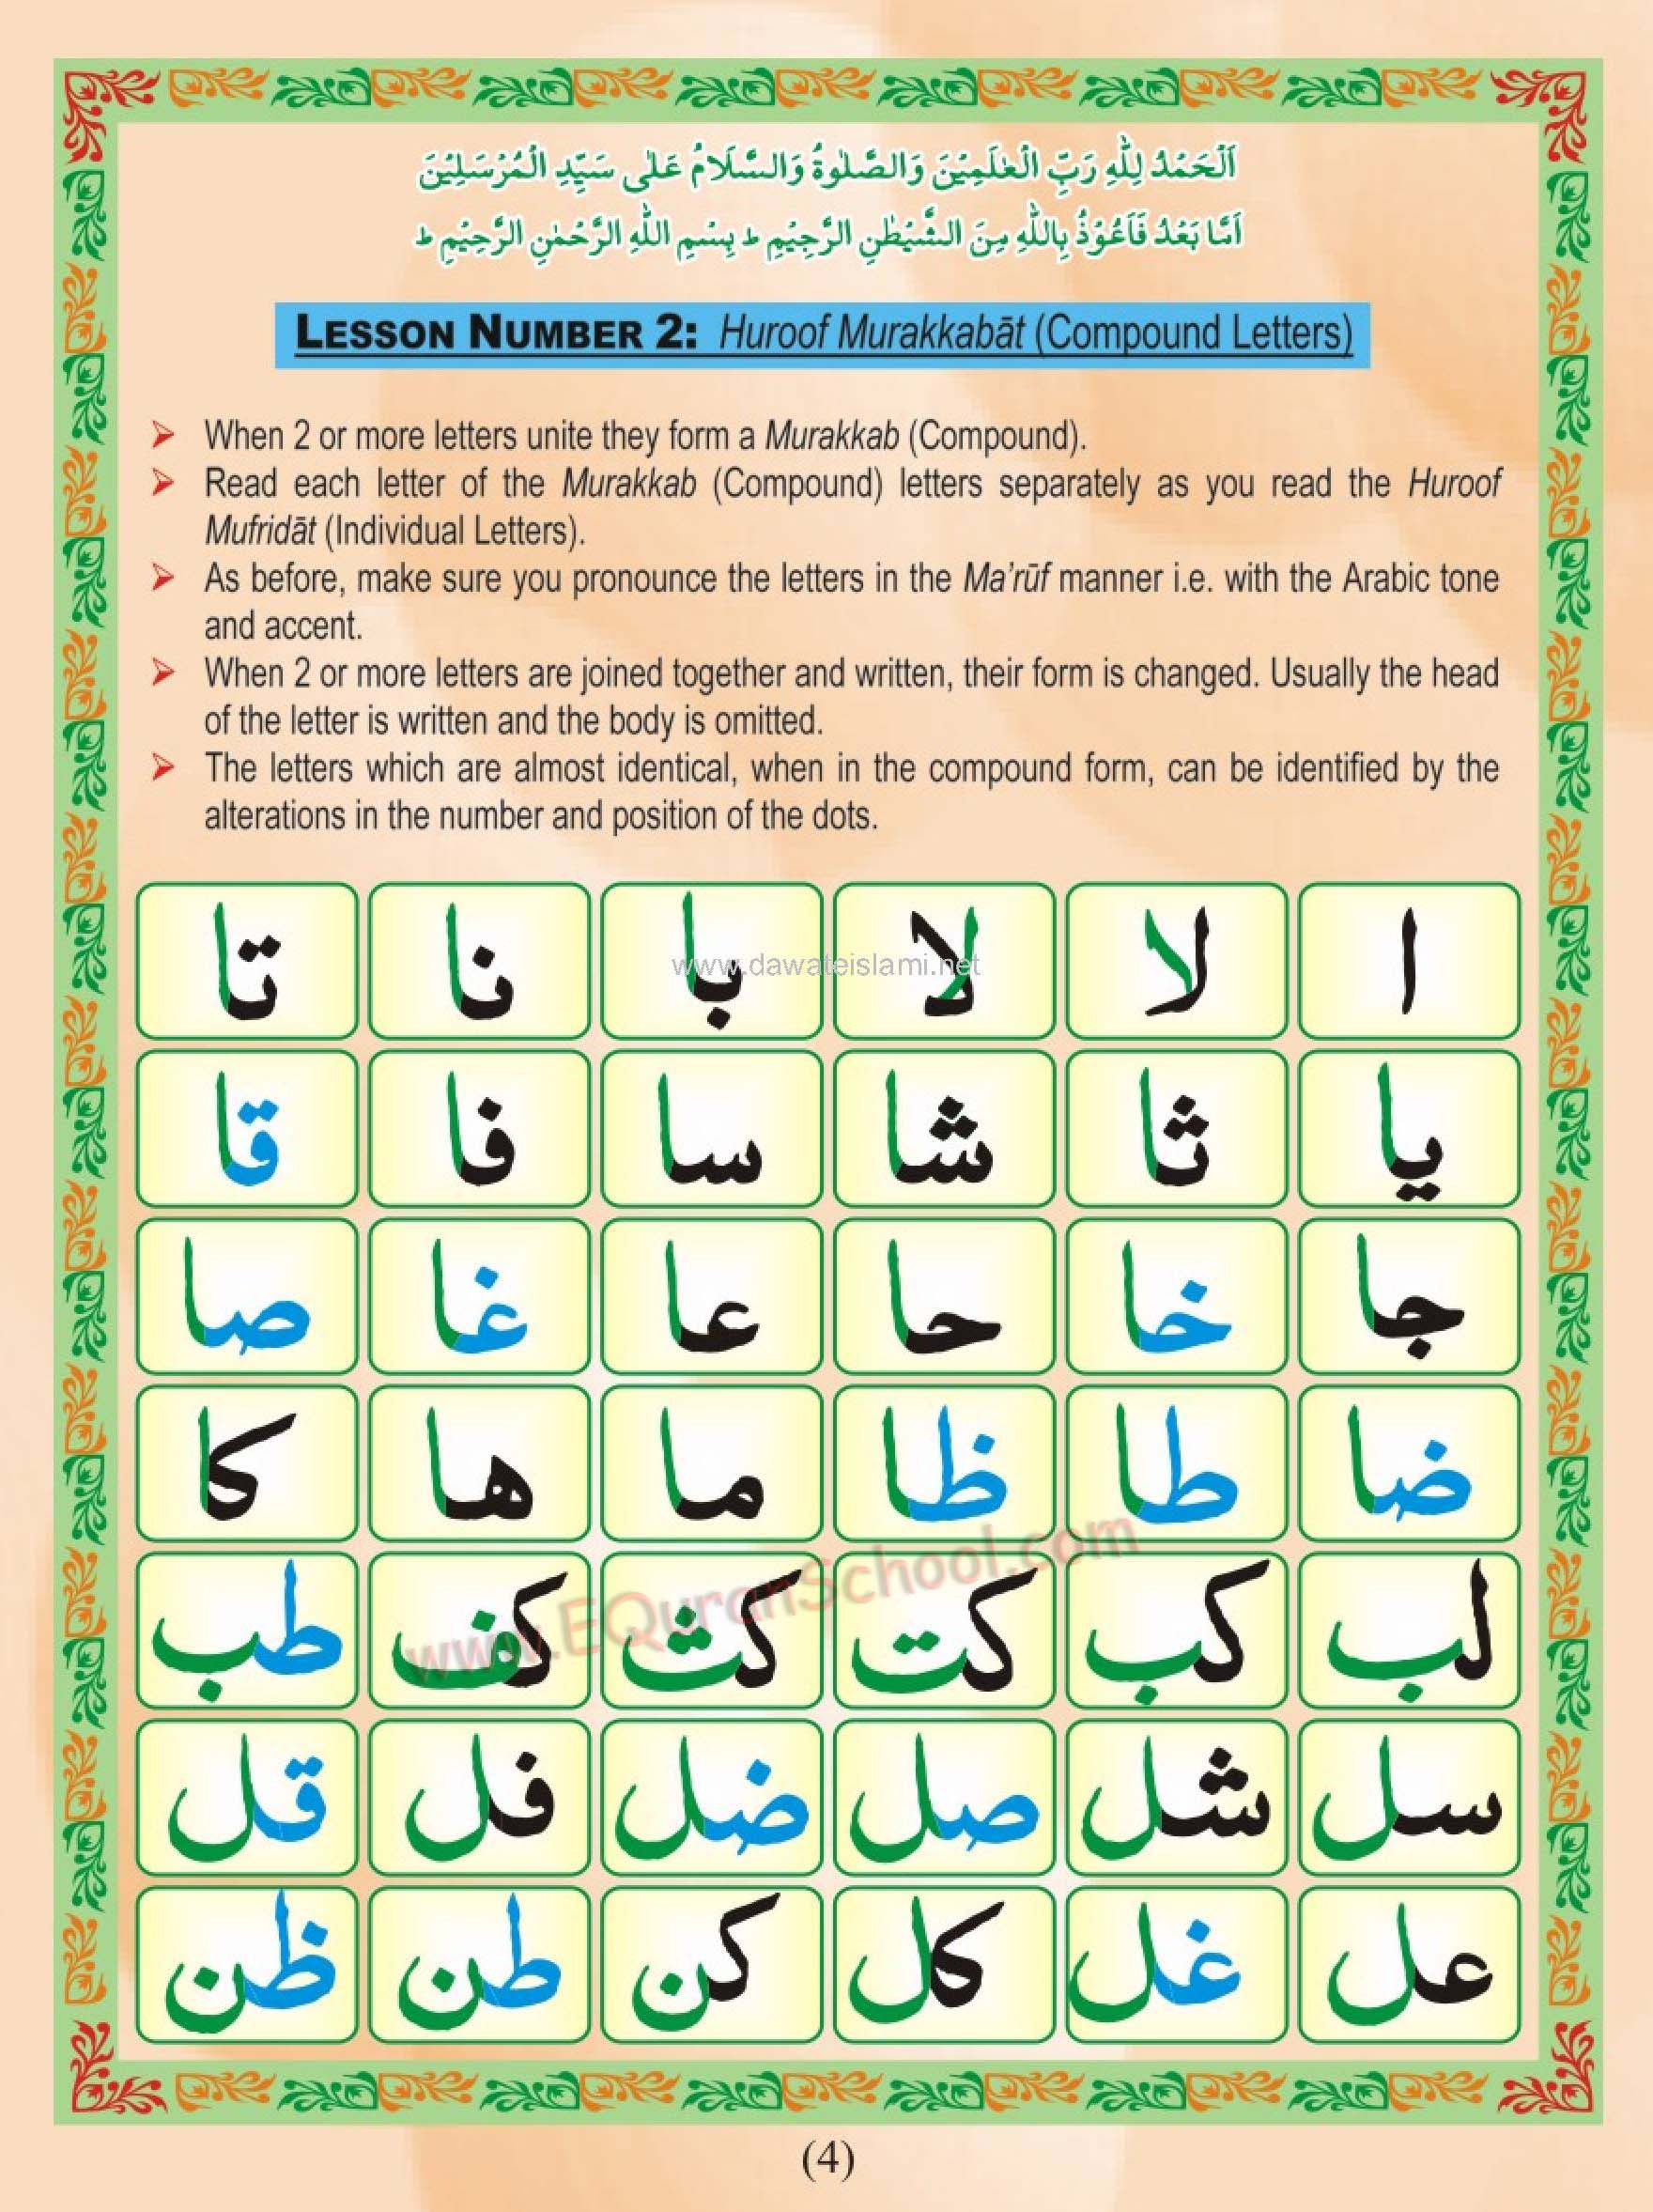 اَلْحَمْدُ لِلّٰهِ رَبِّ الْعٰلَمِيْنَ وَالصَّلٰوةُ وَالسَّلَامُ عَلٰى سَيِّدِ الْمُرْسَلِيْنَ
اَمَّا بَعْدُ فَاَعُوْذُ بِاللّٰهِ مِنَ الشَّيْطٰنِ الرَّجِيْمِ ط بِسْمِ اللّٰهِ الرَّحْمٰنِ الرَّحِيْمِ ط
LESSON NUMBER 2: Huroof Murakkabāt (Compound Letters)
➢ When 2 or more letters unite they form a Murakkab (Compound).
➢ Read each letter of the Murakkab (Compound) letters separately as you read the Huroof
Mufridāt (Individual Letters).
➢ As before, make sure you pronounce the letters in the Ma’rūf manner i.e. with the Arabic tone
and accent.
➢ When 2 or more letters are joined together and written, their form is changed. Usually the head
of the letter is written and the body is omitted.
➢ The letters which are almost identical, when in the compound form, can be identified by the
alterations in the number and position of the dots.
ا لا لا با نا تا
www.dawateislami.net
يا ثا شا سا فا قا
جا خا حا عا غا صا
ضا طا ظا ما ها كا
www.EQuranSchool.com
لب كب كت كث كف طب
سل شل صل ضل فل قل
عل غل كل كن طن ظن
(4)